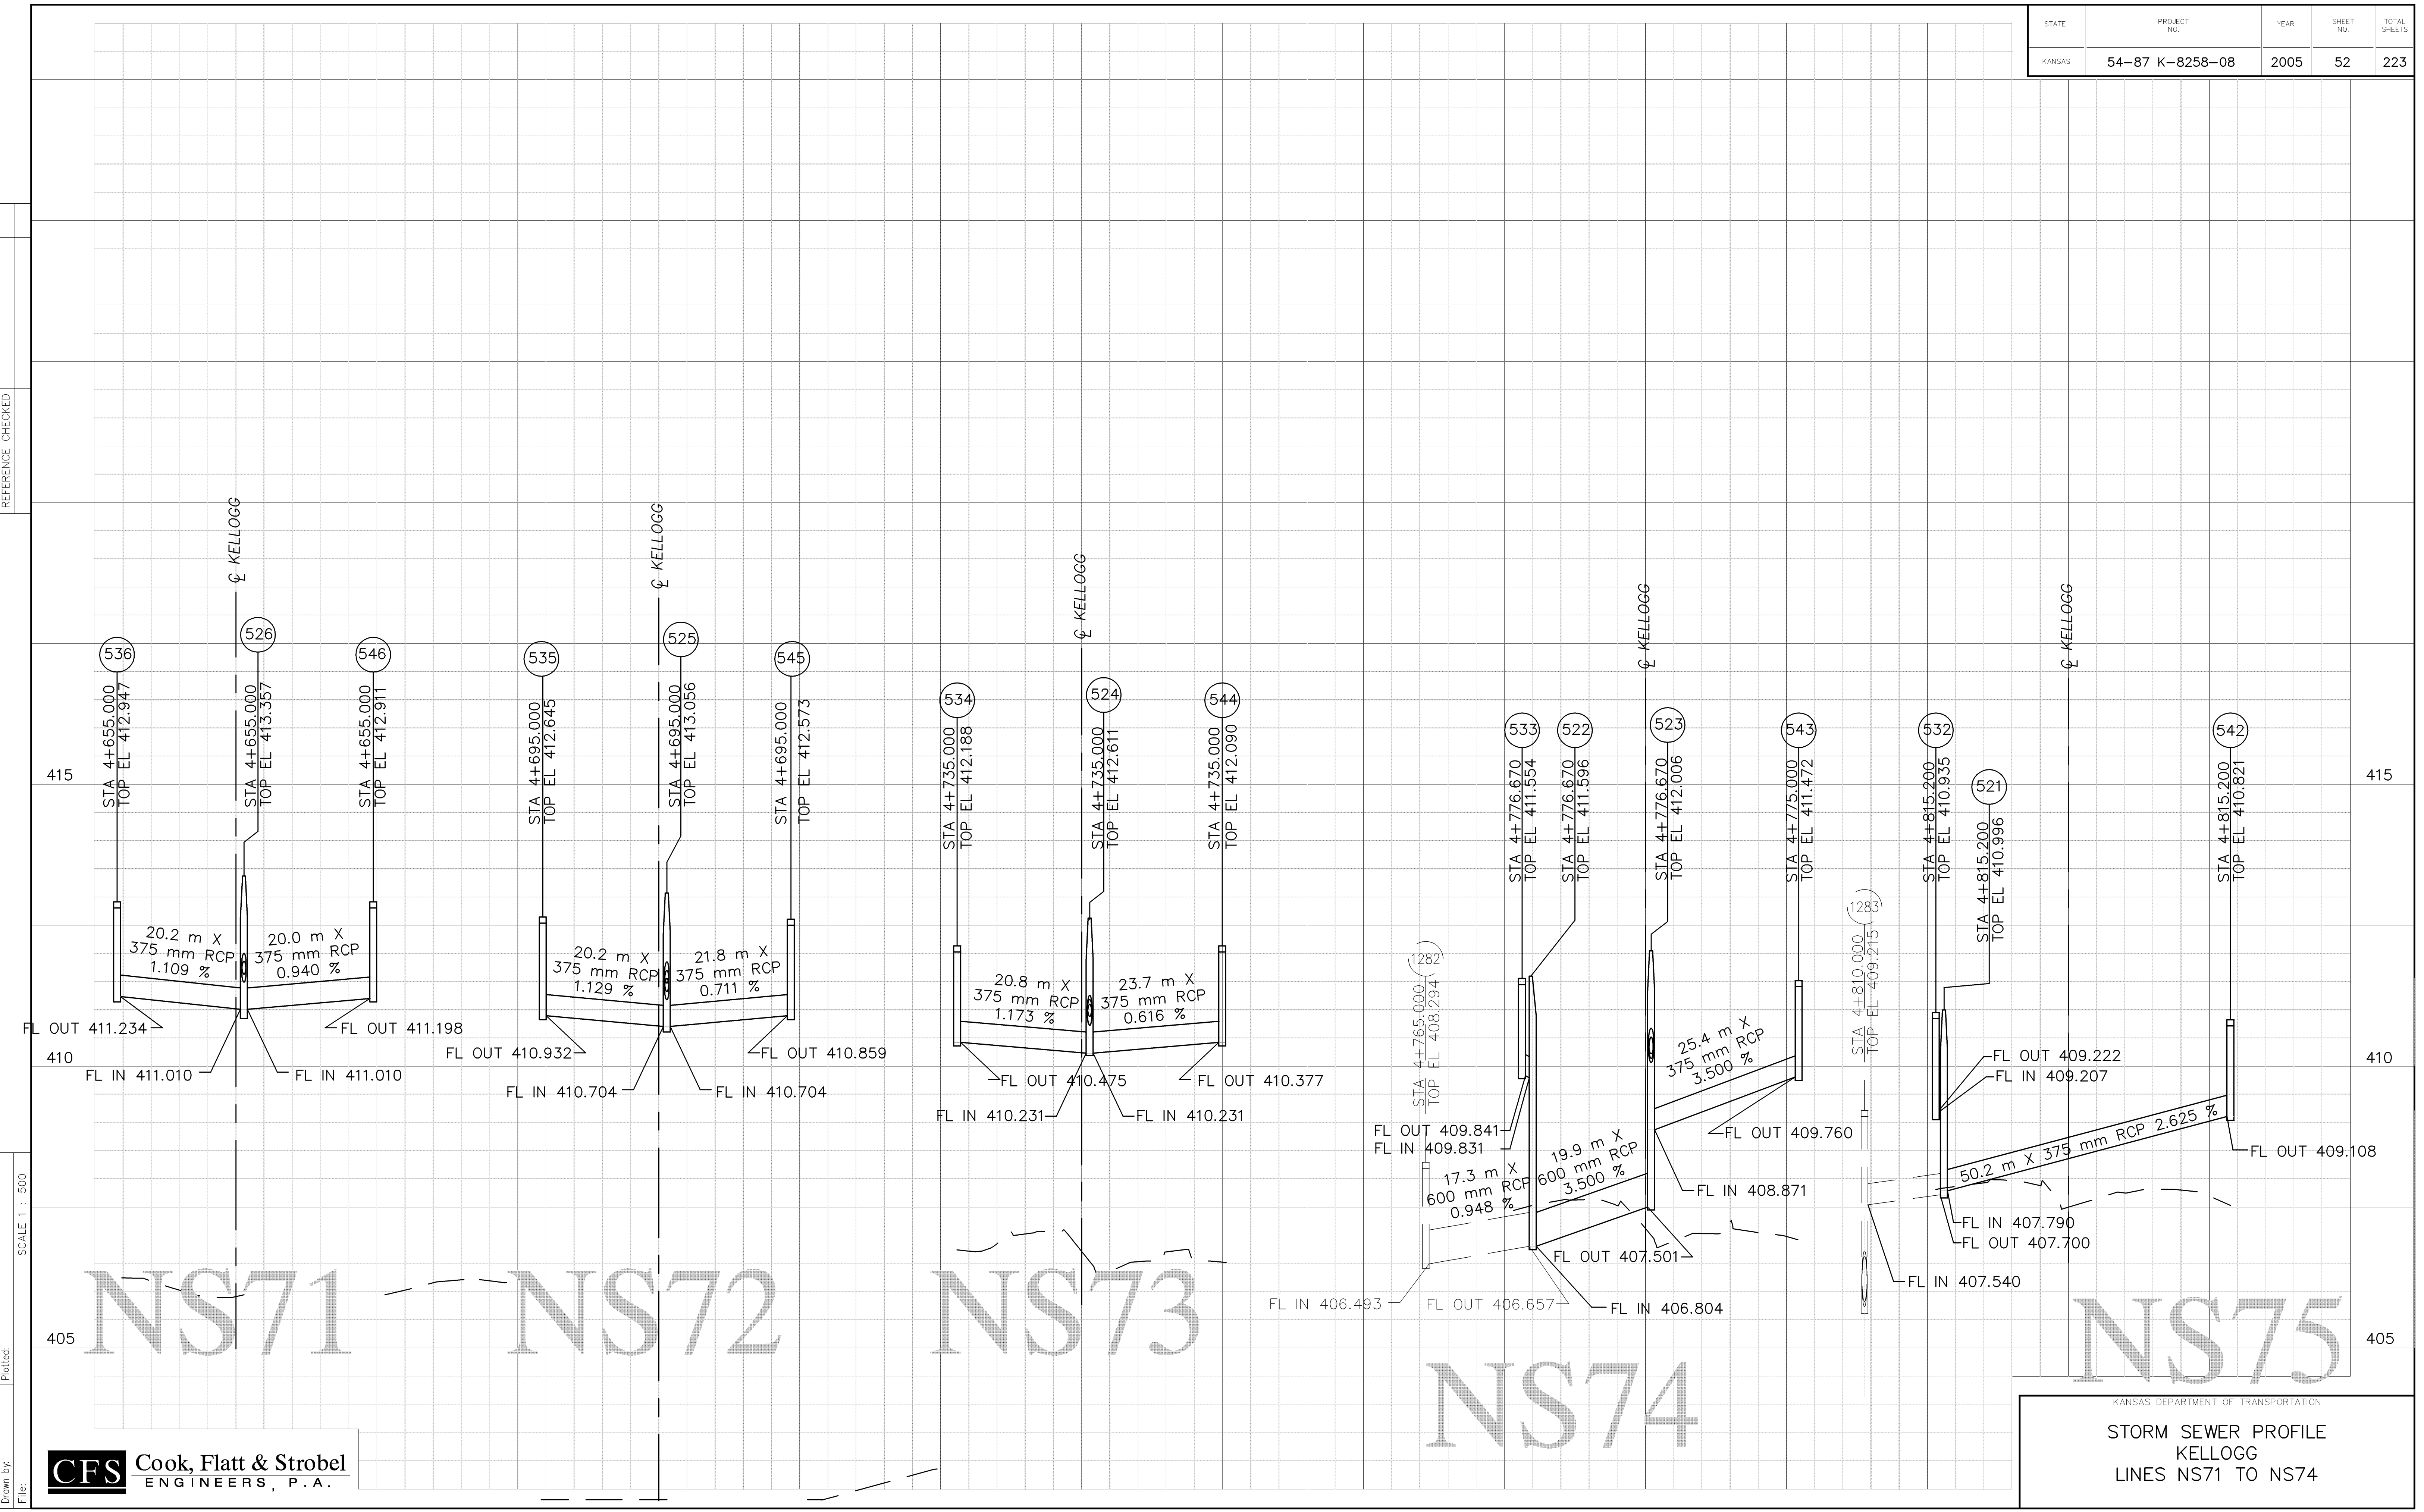 STATE
PROJECT NO.
YEAR
SHEET NO.
TOTAL SHEETS
KANSAS
54-87 K-8258-08
2005
52
223
REFERENCE CHECKED
SCALE 1 : 500
Plotted:
Drawn by:
File:
℄ KELLOGG
℄ KELLOGG
℄ KELLOGG
℄ KELLOGG
℄ KELLOGG
415
415
410
410
405
405
536
STA 4+655.000
TOP EL 412.947
526
STA 4+655.000
TOP EL 413.357
546
STA 4+655.000
TOP EL 412.911
20.2 m X
375 mm RCP
1.109 %
20.0 m X
375 mm RCP
0.940 %
FL OUT 411.234
FL OUT 411.198
FL IN 411.010
FL IN 411.010
NS71
535
STA 4+695.000
TOP EL 412.645
525
STA 4+695.000
TOP EL 413.056
545
STA 4+695.000
TOP EL 412.573
20.2 m X
375 mm RCP
1.129 %
21.8 m X
375 mm RCP
0.711 %
FL OUT 410.932
FL OUT 410.859
FL IN 410.704
FL IN 410.704
NS72
534
STA 4+735.000
TOP EL 412.188
524
STA 4+735.000
TOP EL 412.611
544
STA 4+735.000
TOP EL 412.090
20.8 m X
375 mm RCP
1.173 %
23.7 m X
375 mm RCP
0.616 %
FL OUT 410.475
FL OUT 410.377
FL IN 410.231
FL IN 410.231
NS73
1282
STA 4+765.000
TOP EL 408.294
533
STA 4+776.670
TOP EL 411.554
522
STA 4+776.670
TOP EL 411.596
523
STA 4+776.670
TOP EL 412.006
543
STA 4+775.000
TOP EL 411.472
25.4 m X
375 mm RCP
3.500 %
FL OUT 409.841
FL IN 409.831
FL OUT 409.760
17.3 m X
600 mm RCP
0.948 %
19.9 m X
600 mm RCP
3.500 %
FL IN 408.871
FL OUT 407.501
FL IN 406.493
FL OUT 406.657
FL IN 406.804
NS74
1283
STA 4+810.000
TOP EL 409.215
532
STA 4+815.200
TOP EL 410.935
521
STA 4+815.200
TOP EL 410.996
542
STA 4+815.200
TOP EL 410.821
FL OUT 409.222
FL IN 409.207
50.2 m X 375 mm RCP 2.625 %
FL OUT 409.108
FL IN 407.790
FL OUT 407.700
FL IN 407.540
NS75
CFS
Cook, Flatt & Strobel
ENGINEERS, P.A.
KANSAS DEPARTMENT OF TRANSPORTATION
STORM SEWER PROFILE
KELLOGG
LINES NS71 TO NS74